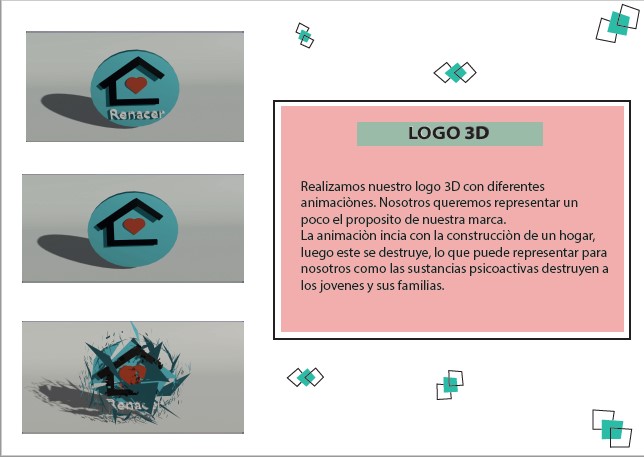 Renacer
Renac
LOGO 3D
Realizamos nuestro logo 3D con diferentes
animaciònes. Nosotros queremos representar un
poco el proposito de nuestra marca.
La animaciòn incia con la construcciòn de un hogar,
luego este se destruye, lo que puede representar para
nosotros como las sustancias psicoactivas destruyen a
los jovenes y sus familias.